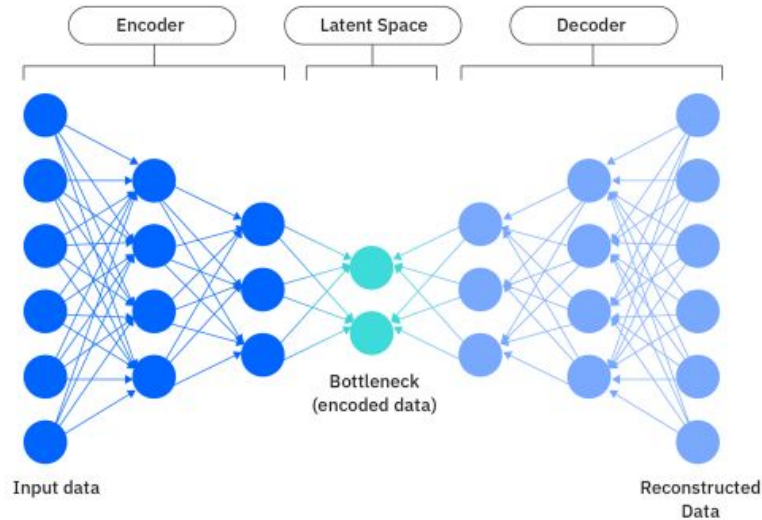 Encoder
Latent Space
Decoder
Bottleneck
(encoded data)
Input data
Reconstructed
Data